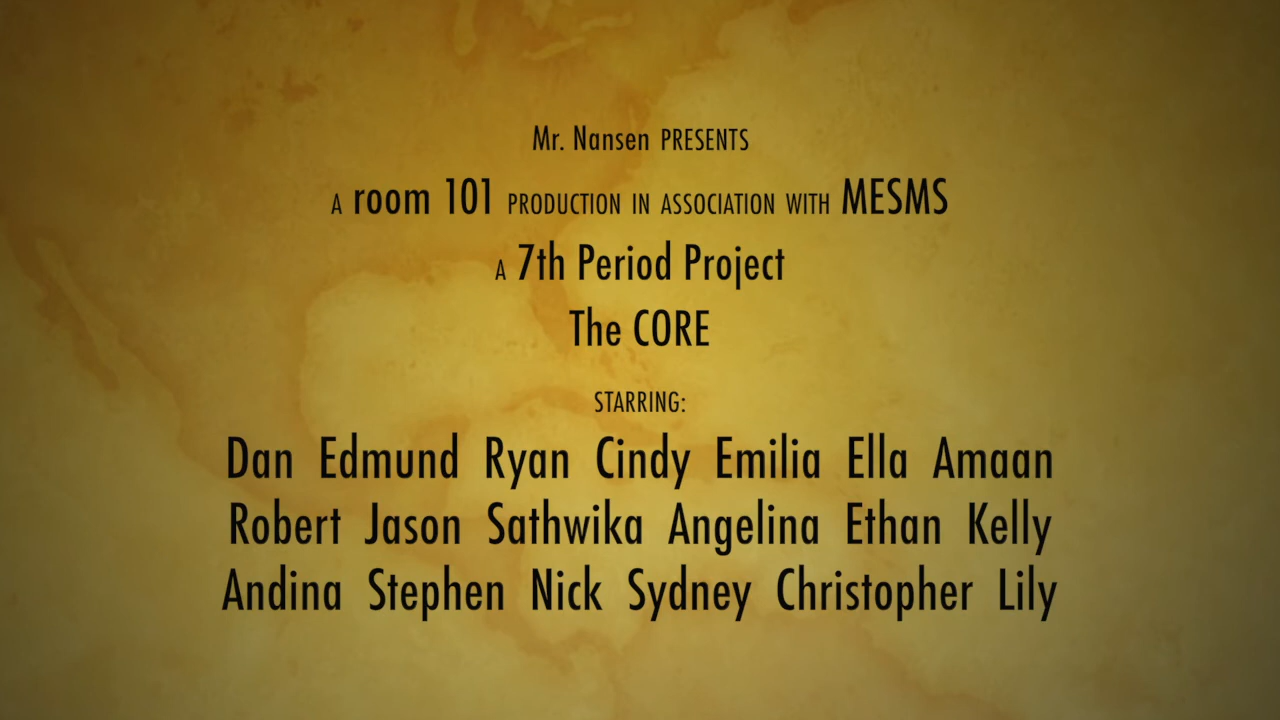 Mr. Nansen PRESENTS
A room 101 PRODUCTION IN ASSOCIATION WITH MESMS
A 7th Period Project
The CORE
STARRING:
Dan Edmund Ryan Cindy Emilia Ella Amaan
Robert Jason Sathwika Angelina Ethan Kelly
Andina Stephen Nick Sydney Christopher Lily